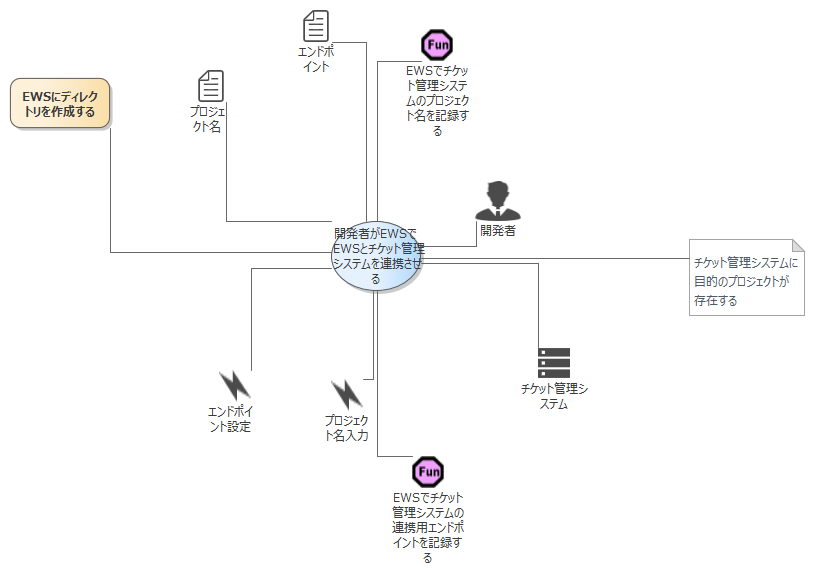 エンドポ
イント
Fun
EWSでチケッ
ト管理システ
ムのプロジェク
ト名を記録す
る
EWSにディレク
トリを作成する
プロジェ
クト名
開発者
開発者がEWSで
EWSとチケット管理
システムを連携させ
る
チケット管理システムに
目的のプロジェクトが
存在する
チケット管理シ
ステム
エンドポイ
ント設定
プロジェク
ト名入力
Fun
EWSでチケット
管理システムの
連携用エンドポ
イントを記録す
る